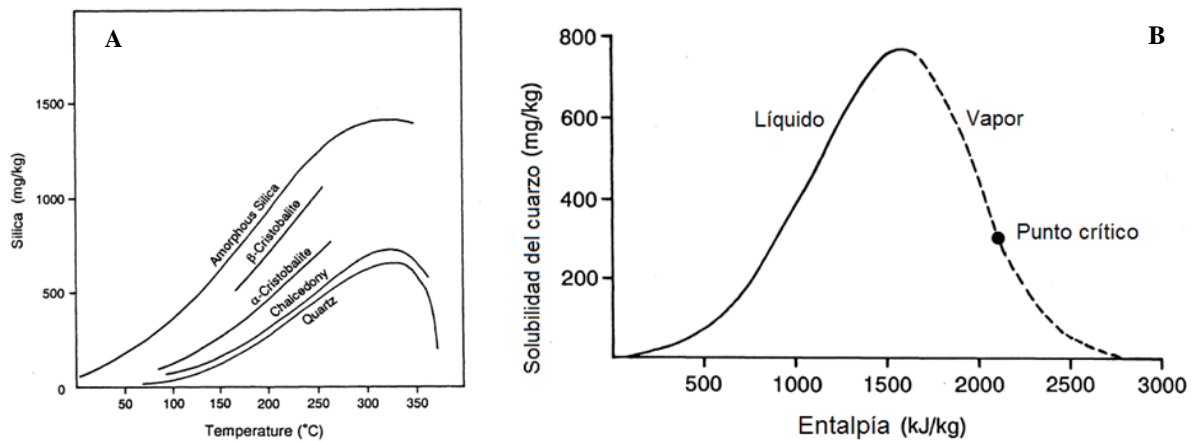 A
1500
1000
500
0
Silica (mg/kg)
Amorphous Silica
β-Cristobalite
α-Cristobalite
Chalcedony
Quartz
50
100
150
200
250
300
350
Temperature (°C)
B
800
600
400
200
Solubilidad del cuarzo (mg/kg)
Líquido
Vapor
Punto crítico
500
1000
1500
2000
2500
3000
Entalpía (kJ/kg)